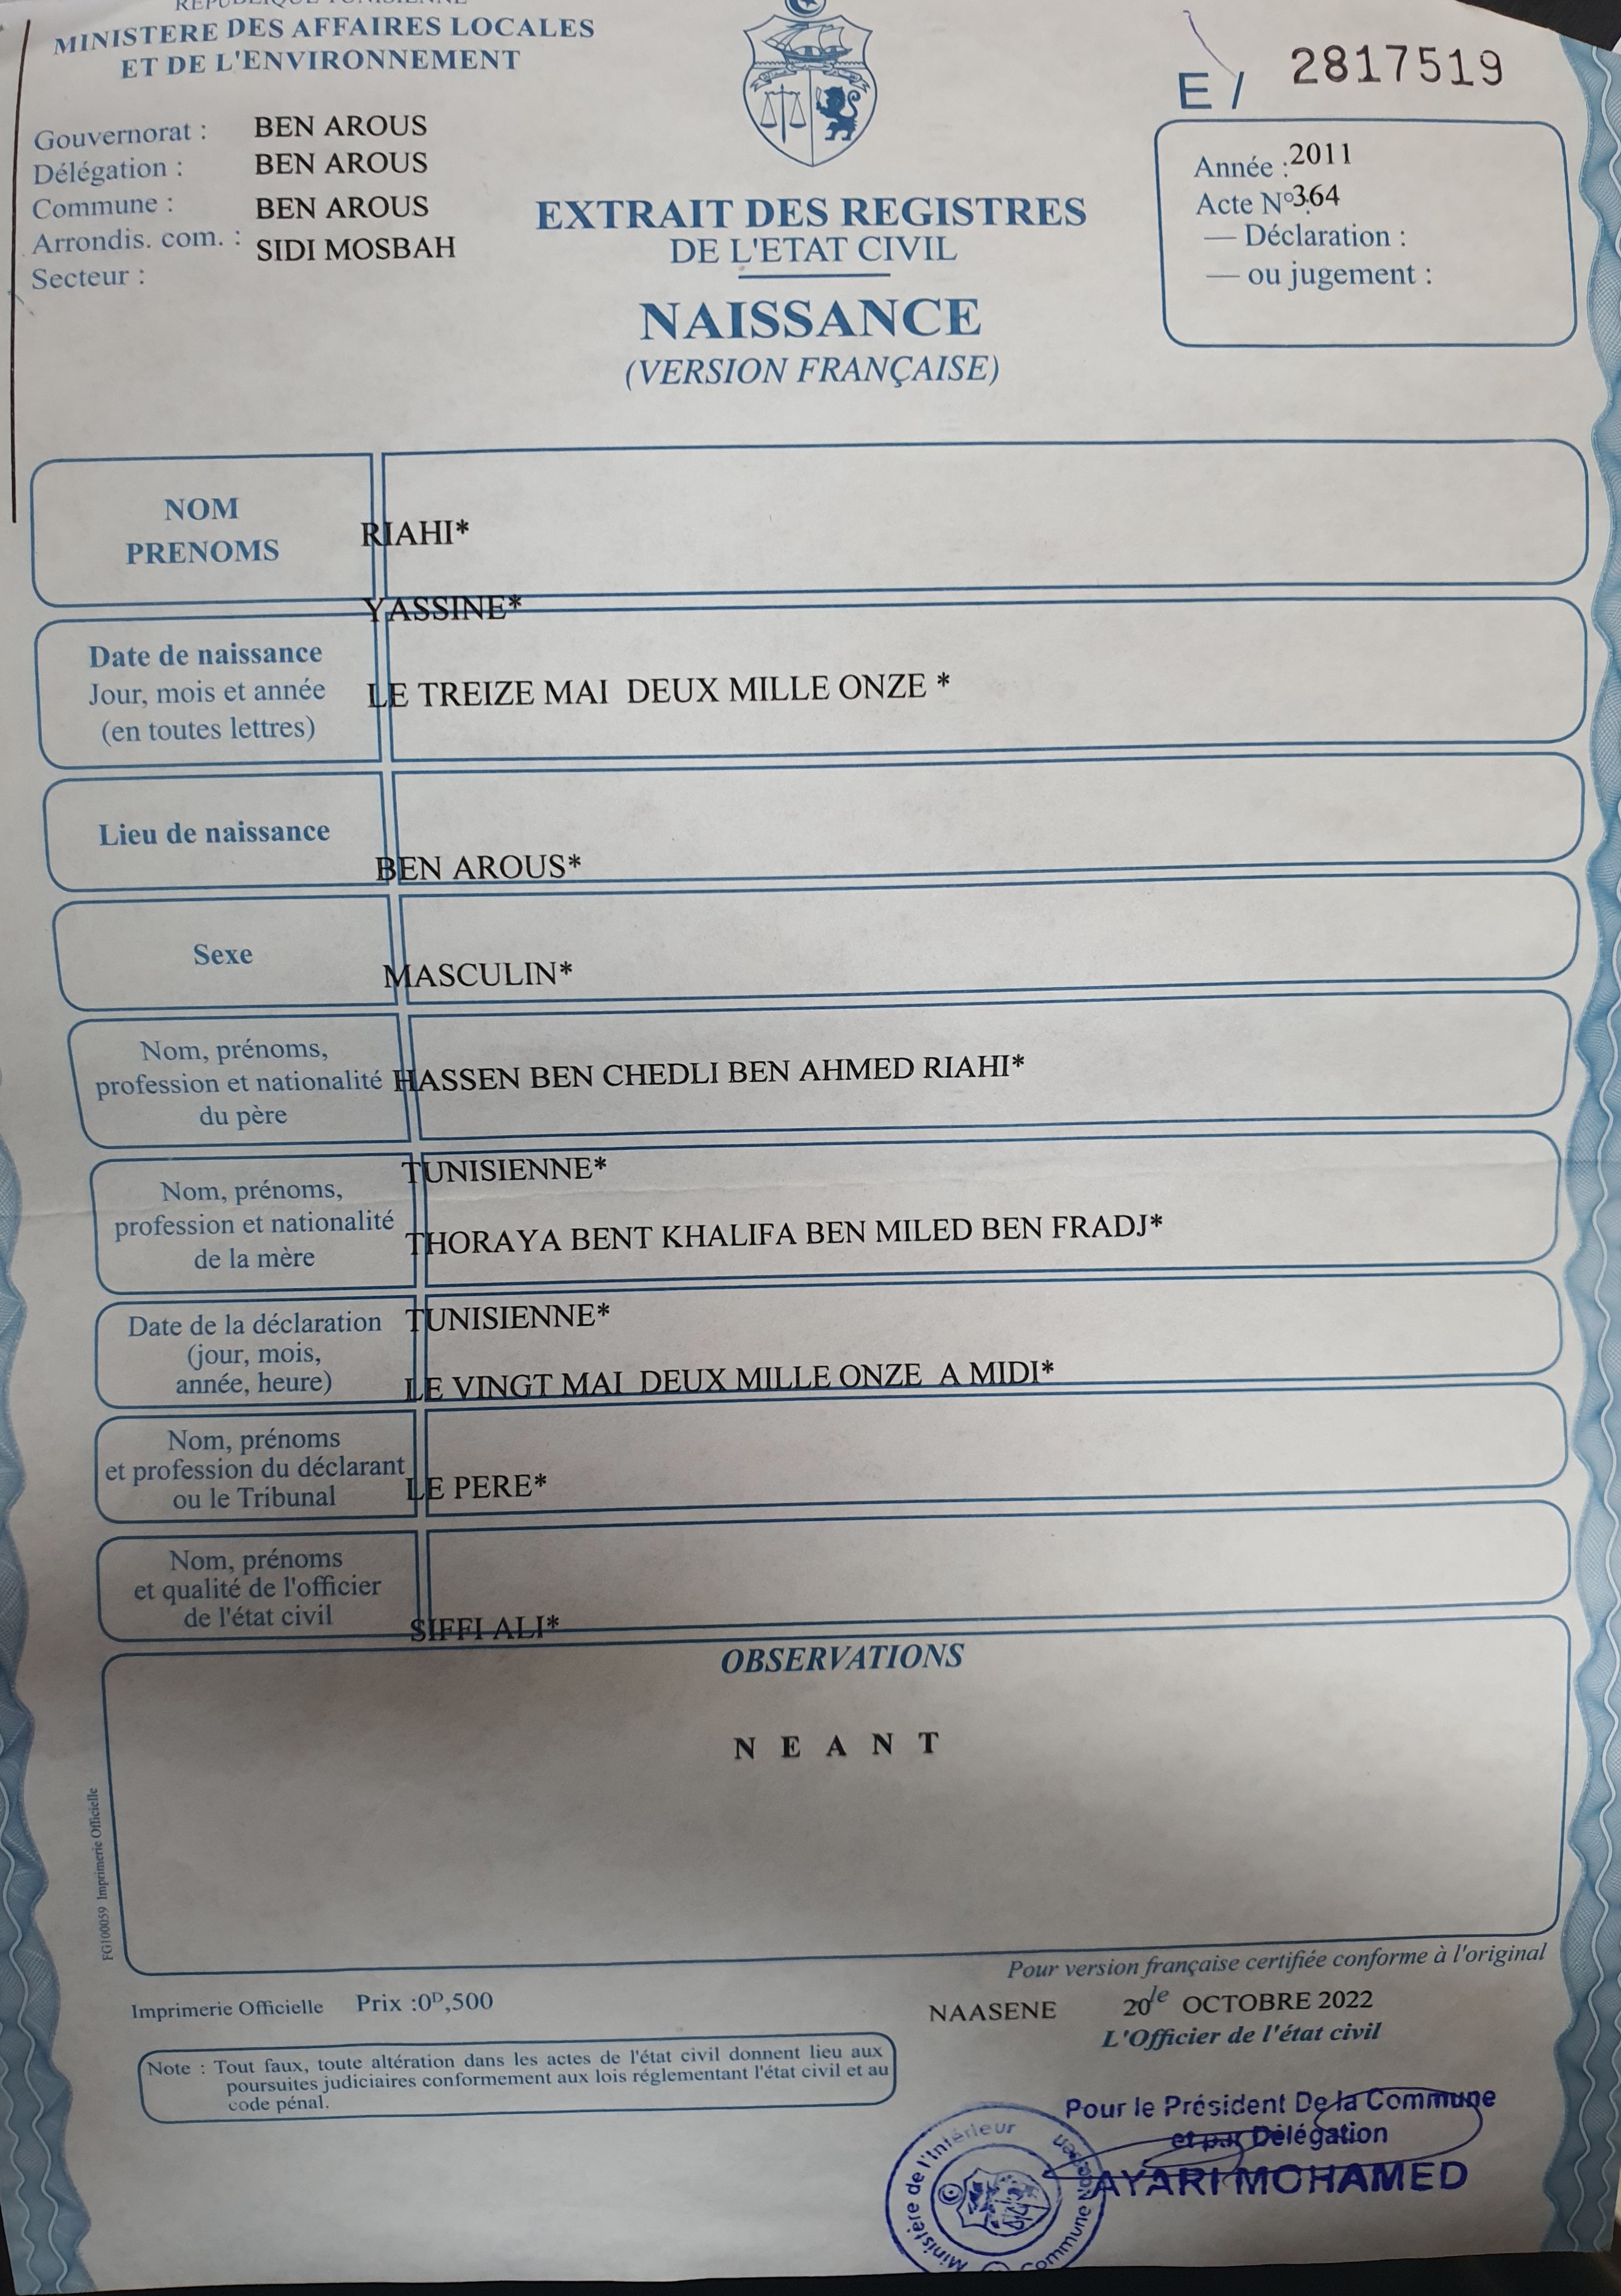 REPUBLIQUE TUNISIENNE
MINISTERE DES AFFAIRES LOCALES
ET DE L'ENVIRONNEMENT
Gouvernorat : BEN AROUS
Délégation : BEN AROUS
Commune : BEN AROUS
Arrondis. com. : SIDI MOSBAH
Secteur :
E / 2817519
Année : 2011
Acte N° 364
— Déclaration :
— ou jugement :
EXTRAIT DES REGISTRES
DE L'ETAT CIVIL
NAISSANCE
(VERSION FRANÇAISE)
NOM
PRENOMS
RIAHI*
YASSINE*
Date de naissance
Jour, mois et année
(en toutes lettres)
LE TREIZE MAI DEUX MILLE ONZE *
Lieu de naissance
BEN AROUS*
Sexe
MASCULIN*
Nom, prénoms,
profession et nationalité
du père
HASSEN BEN CHEDLI BEN AHMED RIAHI*
TUNISIENNE*
Nom, prénoms,
profession et nationalité
de la mère
THORAYA BENT KHALIFA BEN MILED BEN FRADJ*
TUNISIENNE*
Date de la déclaration
(jour, mois,
année, heure)
LE VINGT MAI DEUX MILLE ONZE A MIDI*
Nom, prénoms
et profession du déclarant
ou le Tribunal
LE PERE*
Nom, prénoms
et qualité de l'officier
de l'état civil
SIFFI ALI*
OBSERVATIONS
N E A N T
FG100059 Imprimerie Officielle
Pour version française certifiée conforme à l'original
Imprimerie Officielle Prix :0ᴰ,500
NAASENE 20 le OCTOBRE 2022
L'Officier de l'état civil
Note : Tout faux, toute altération dans les actes de l'état civil donnent lieu aux
poursuites judiciaires conformement aux lois réglementant l'état civil et au
code pénal.
Pour le Président De la Commune
et par Délégation
AYARI MOHAMED
Ministère de l'Intérieur
Commune Naassen